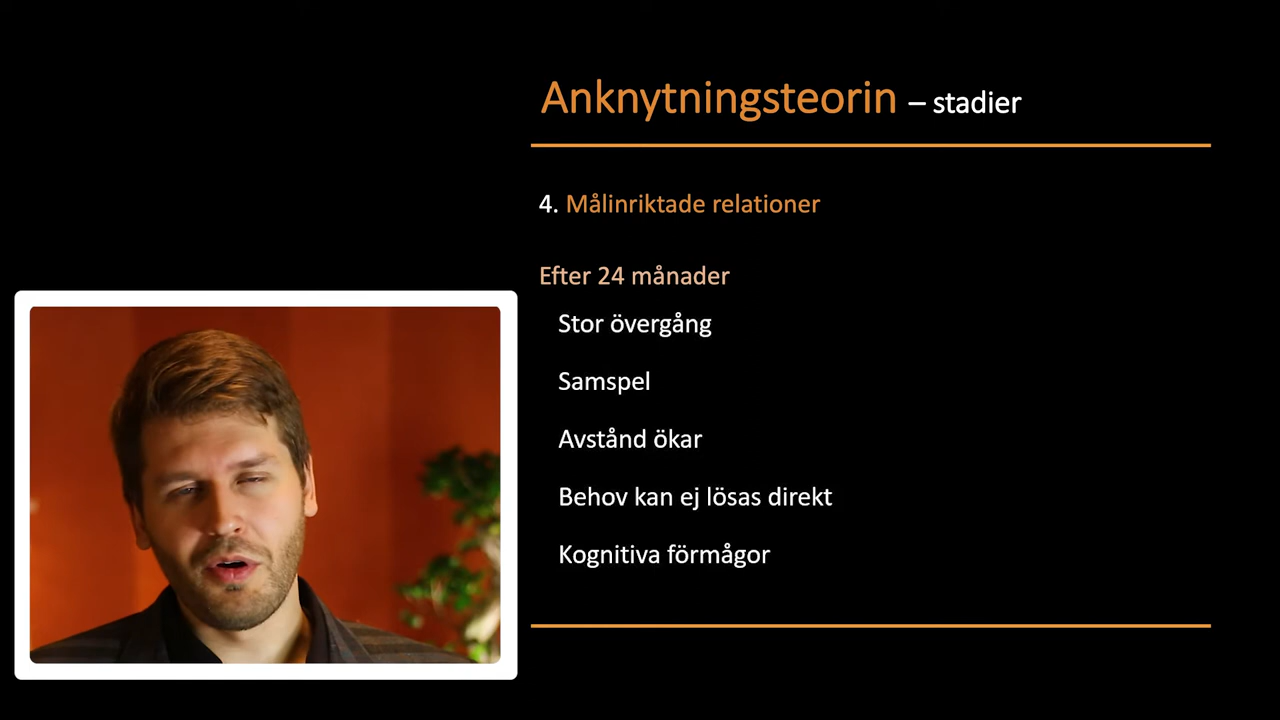 Anknytningsteorin – stadier
4. Målinriktade relationer
Efter 24 månader
Stor övergång
Samspel
Avstånd ökar
Behov kan ej lösas direkt
Kognitiva förmågor